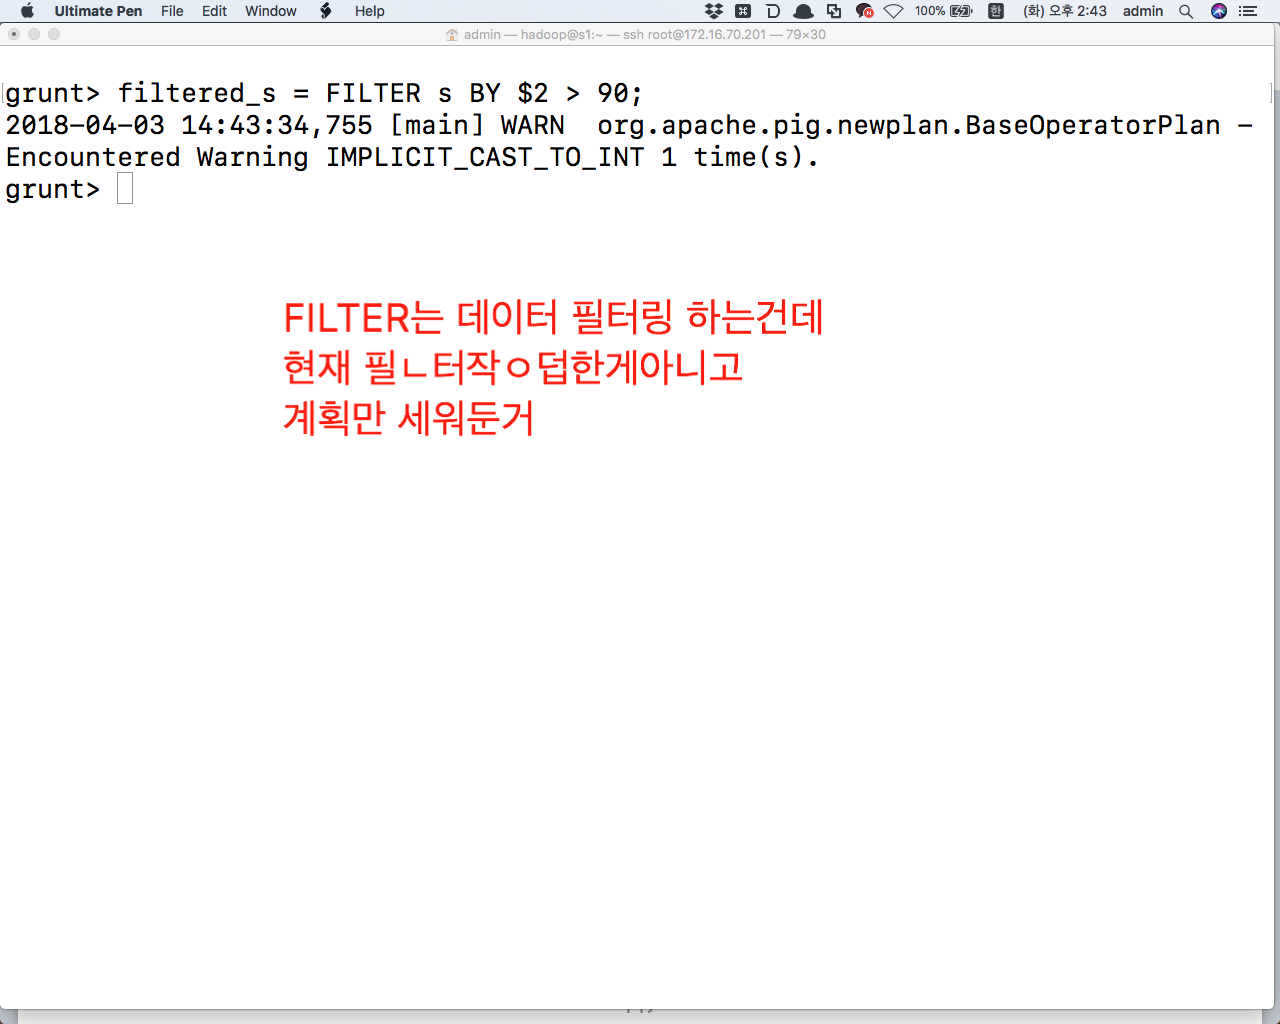 Ultimate Pen File Edit Window Help 100% 한 (화) 오후 2:43 admin
admin — hadoop@s1:~ — ssh root@172.16.70.201 — 79×30
grunt> filtered_s = FILTER s BY $2 > 90;
2018-04-03 14:43:34,755 [main] WARN  org.apache.pig.newplan.BaseOperatorPlan -
Encountered Warning IMPLICIT_CAST_TO_INT 1 time(s).
grunt>
FILTER는 데이터 필터링 하는건데
현재 필ㄴ터작ㅇ덥한게아니고
계획만 세워둔거